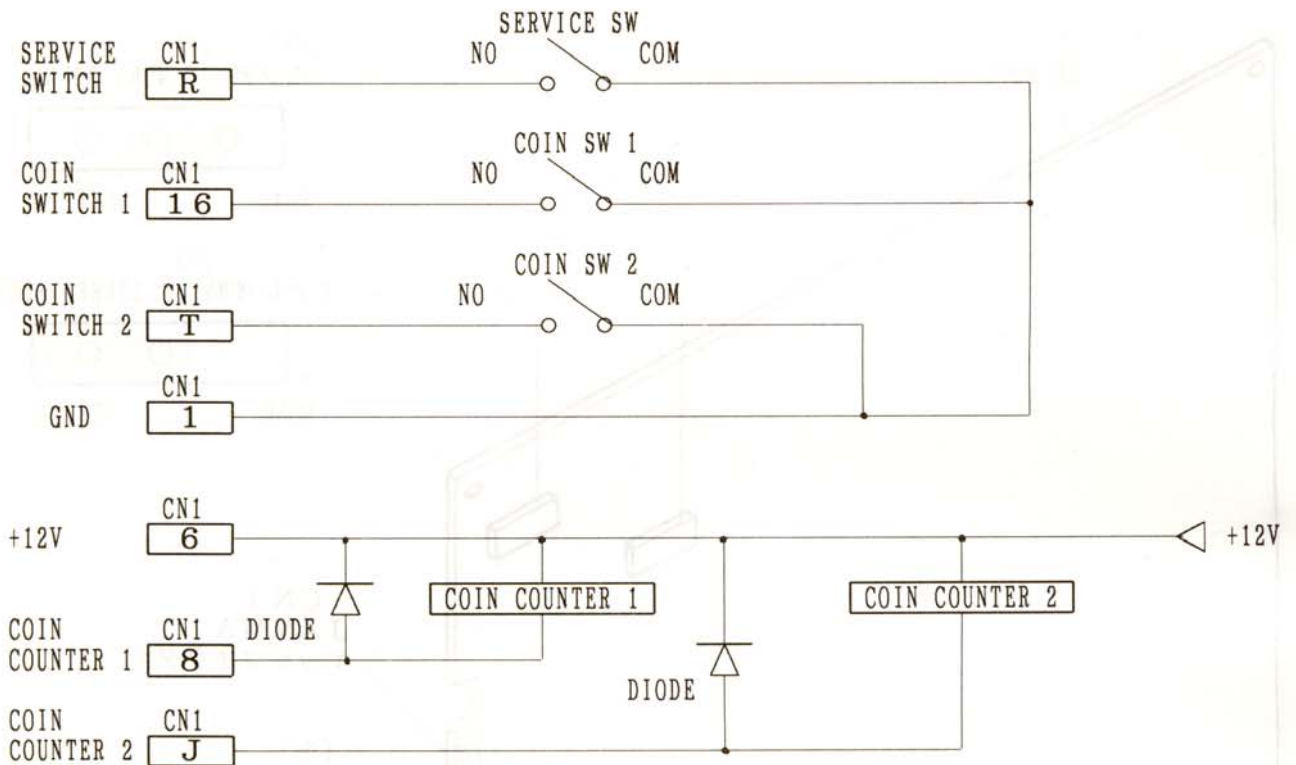 SERVICE SW
SERVICE CN1 NO COM
SWITCH R
COIN SW 1
COIN CN1 NO COM
SWITCH 1 16
COIN SW 2
COIN CN1 NO COM
SWITCH 2 T
CN1
GND 1
CN1
+12V 6 +12V
COIN COUNTER 1 COIN COUNTER 2
COIN CN1 DIODE
COUNTER 1 8
DIODE
COIN CN1
COUNTER 2 J